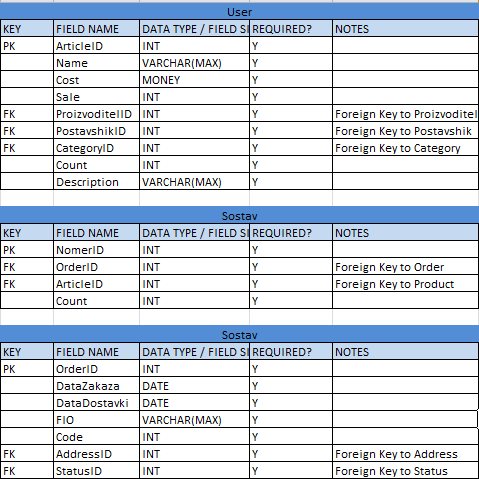 User
KEY FIELD NAME DATA TYPE / FIELD SI REQUIRED? NOTES
PK ArticleID INT Y
Name VARCHAR(MAX) Y
Cost MONEY Y
Sale INT Y
FK ProizvoditelID INT Y Foreign Key to Proizvoditel
FK PostavshikID INT Y Foreign Key to Postavshik
FK CategoryID INT Y Foreign Key to Category
Count INT Y
Description VARCHAR(MAX) Y
Sostav
KEY FIELD NAME DATA TYPE / FIELD SI REQUIRED? NOTES
PK NomerID INT Y
FK OrderID INT Y Foreign Key to Order
FK ArticleID INT Y Foreign Key to Product
Count INT Y
Sostav
KEY FIELD NAME DATA TYPE / FIELD SI REQUIRED? NOTES
PK OrderID INT Y
DataZakaza DATE Y
DataDostavki DATE Y
FIO VARCHAR(MAX) Y
Code INT Y
FK AddressID INT Y Foreign Key to Address
FK StatusID INT Y Foreign Key to Status